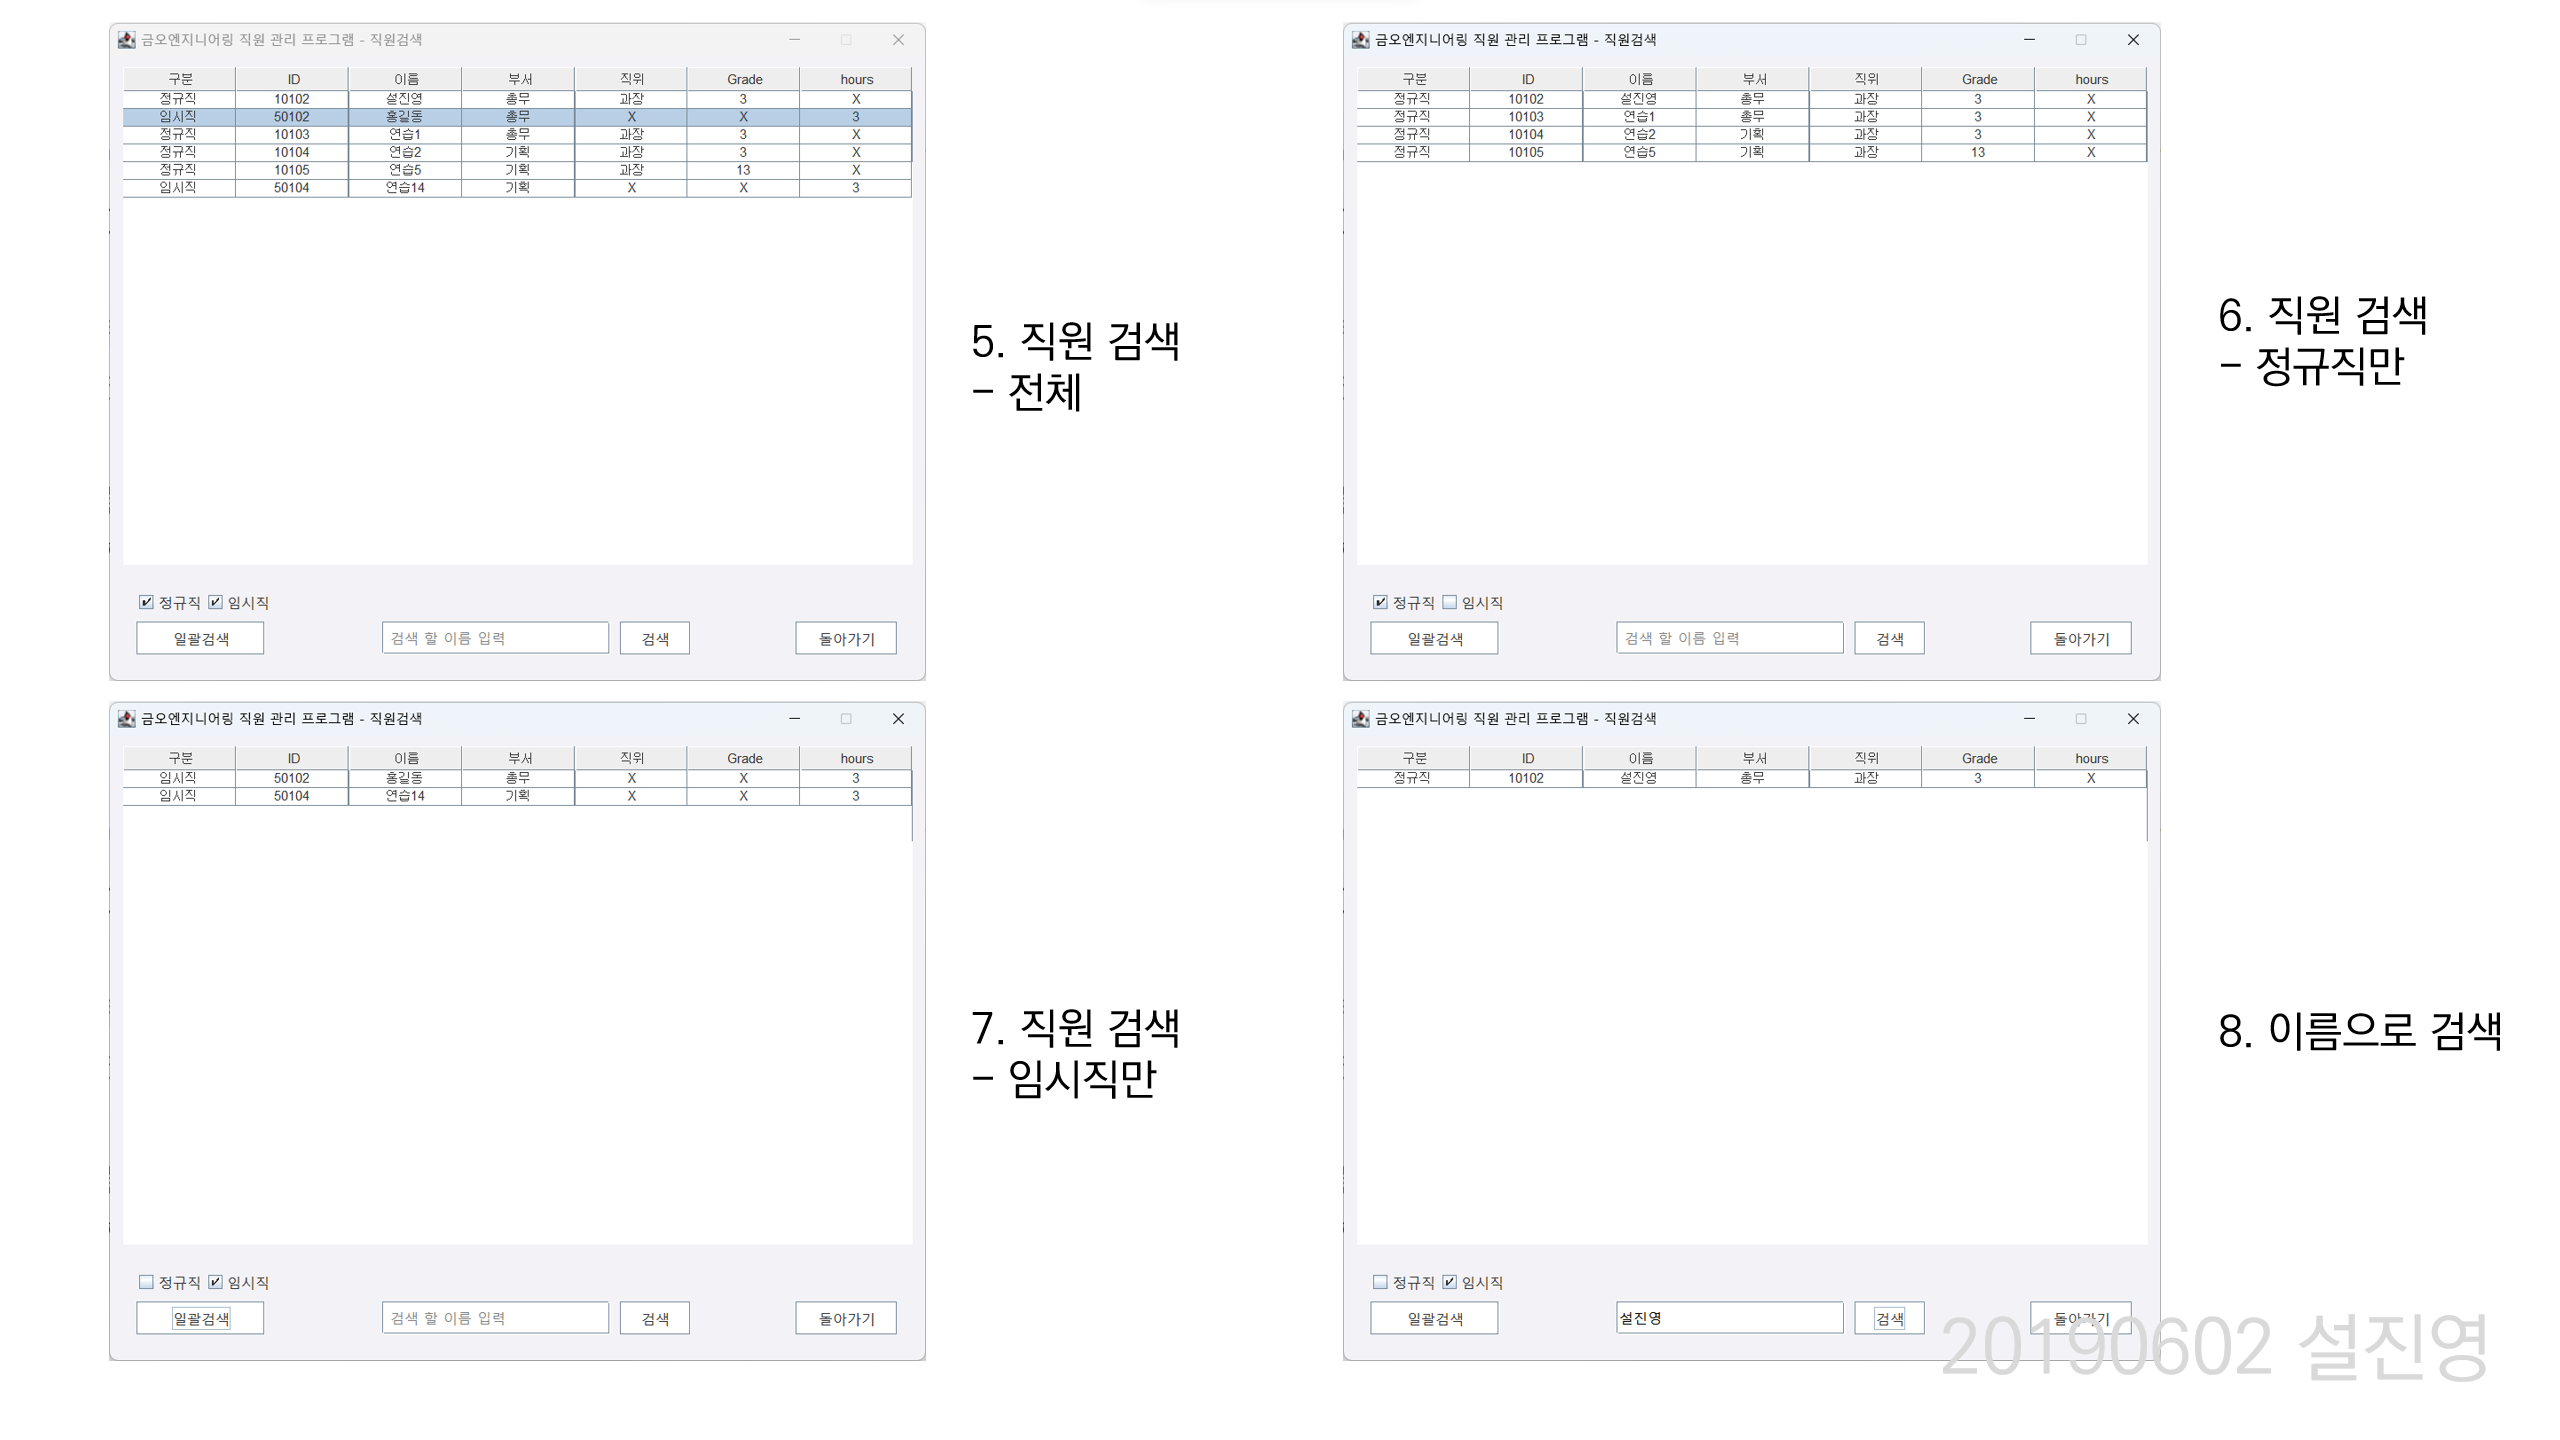 금오엔지니어링 직원 관리 프로그램 - 직원검색
구분 ID 이름 부서 직위 Grade hours
정규직 10102 설진영 총무 과장 3 X
임시직 50102 홍길동 총무 X X 3
정규직 10103 연습1 총무 과장 3 X
정규직 10104 연습2 기획 과장 3 X
정규직 10105 연습5 기획 과장 13 X
임시직 50104 연습14 기획 X X 3
정규직 임시직
일괄검색 검색 할 이름 입력 검색 돌아가기
5. 직원 검색
- 전체
금오엔지니어링 직원 관리 프로그램 - 직원검색
구분 ID 이름 부서 직위 Grade hours
정규직 10102 설진영 총무 과장 3 X
정규직 10103 연습1 총무 과장 3 X
정규직 10104 연습2 기획 과장 3 X
정규직 10105 연습5 기획 과장 13 X
정규직 임시직
일괄검색 검색 할 이름 입력 검색 돌아가기
6. 직원 검색
- 정규직만
금오엔지니어링 직원 관리 프로그램 - 직원검색
구분 ID 이름 부서 직위 Grade hours
임시직 50102 홍길동 총무 X X 3
임시직 50104 연습14 기획 X X 3
정규직 임시직
일괄검색 검색 할 이름 입력 검색 돌아가기
7. 직원 검색
- 임시직만
금오엔지니어링 직원 관리 프로그램 - 직원검색
구분 ID 이름 부서 직위 Grade hours
정규직 10102 설진영 총무 과장 3 X
정규직 임시직
일괄검색 설진영 검색 돌아가기
8. 이름으로 검색
20190602 설진영